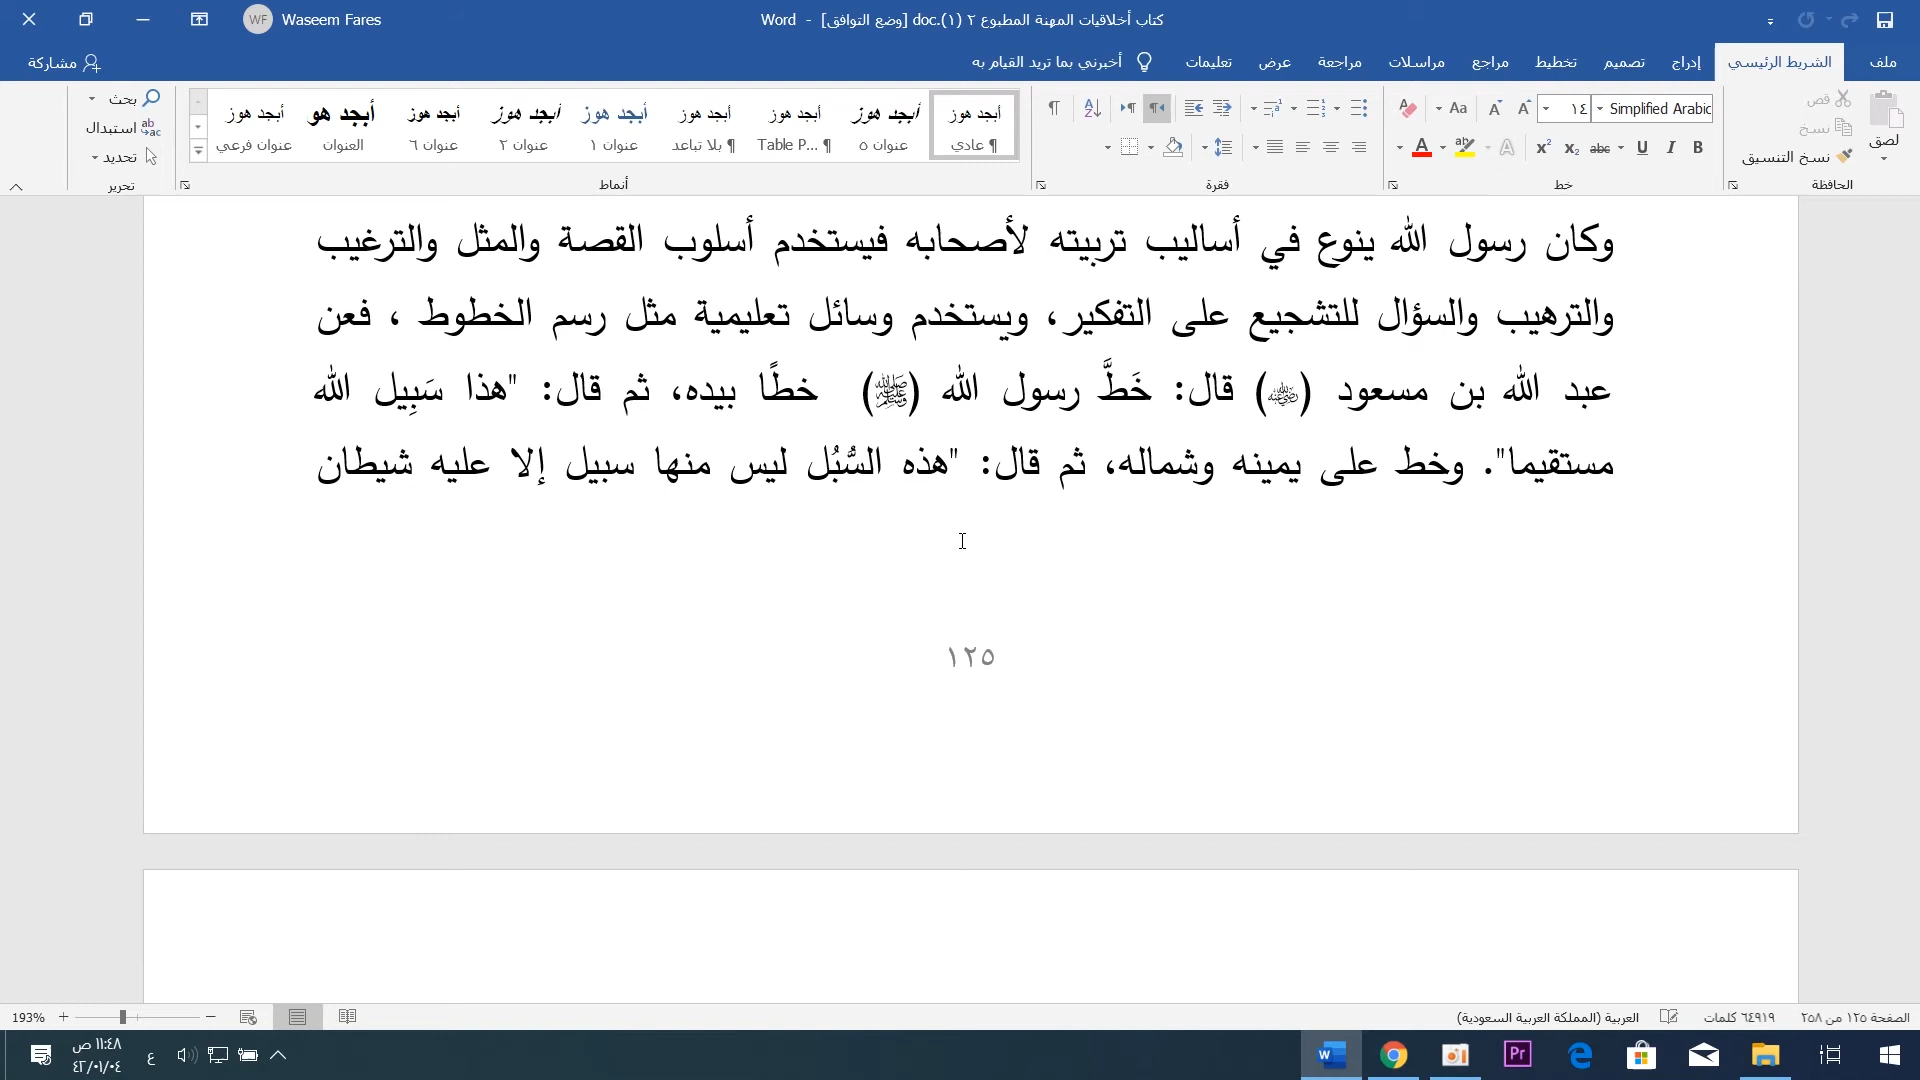 Waseem Fares
WF
كتاب أخلاقيات المهنة المطبوع ٢ (١).doc [وضع التوافق] - Word
ملف
الشريط الرئيسي
إدراج
تصميم
تخطيط
مراجع
مراسلات
مراجعة
عرض
تعليمات
أخبرني بما تريد القيام به
مشاركة
لصق
قص
نسخ
نسخ التنسيق
الحافظة
Simplified Arabic
١٤
خط
فقرة
أبجد هوز
¶ عادي
أبجد هوز
عنوان ٥
أبجد هوز
Table P... ¶
أبجد هوز
¶ بلا تباعد
أبجد هوز
عنوان ١
أبجد هوز
عنوان ٢
أبجد هوز
عنوان ٦
أبجد هو
العنوان
أبجد هوز
عنوان فرعي
أنماط
بحث
استبدال
تحديد
تحرير
وكان رسول الله ينوع في أساليب تربيته لأصحابه فيستخدم أسلوب القصة والمثل والترغيب
والترهيب والسؤال للتشجيع على التفكير، ويستخدم وسائل تعليمية مثل رسم الخطوط ، فعن
عبد الله بن مسعود (رضي الله عنه) قال: خَطَّ رسول الله (ﷺ) خطًا بيده، ثم قال: "هذا سَبِيل الله
مستقيما". وخط على يمينه وشماله، ثم قال: "هذه السُّبُل ليس منها سبيل إلا عليه شيطان
١٢٥
الصفحة ١٢٥ من ٢٥٨
٦٤٩١٩ كلمات
العربية (المملكة العربية السعودية)
193%
١١:٤٨ ص
٤٢/٠١/٠٤
ع